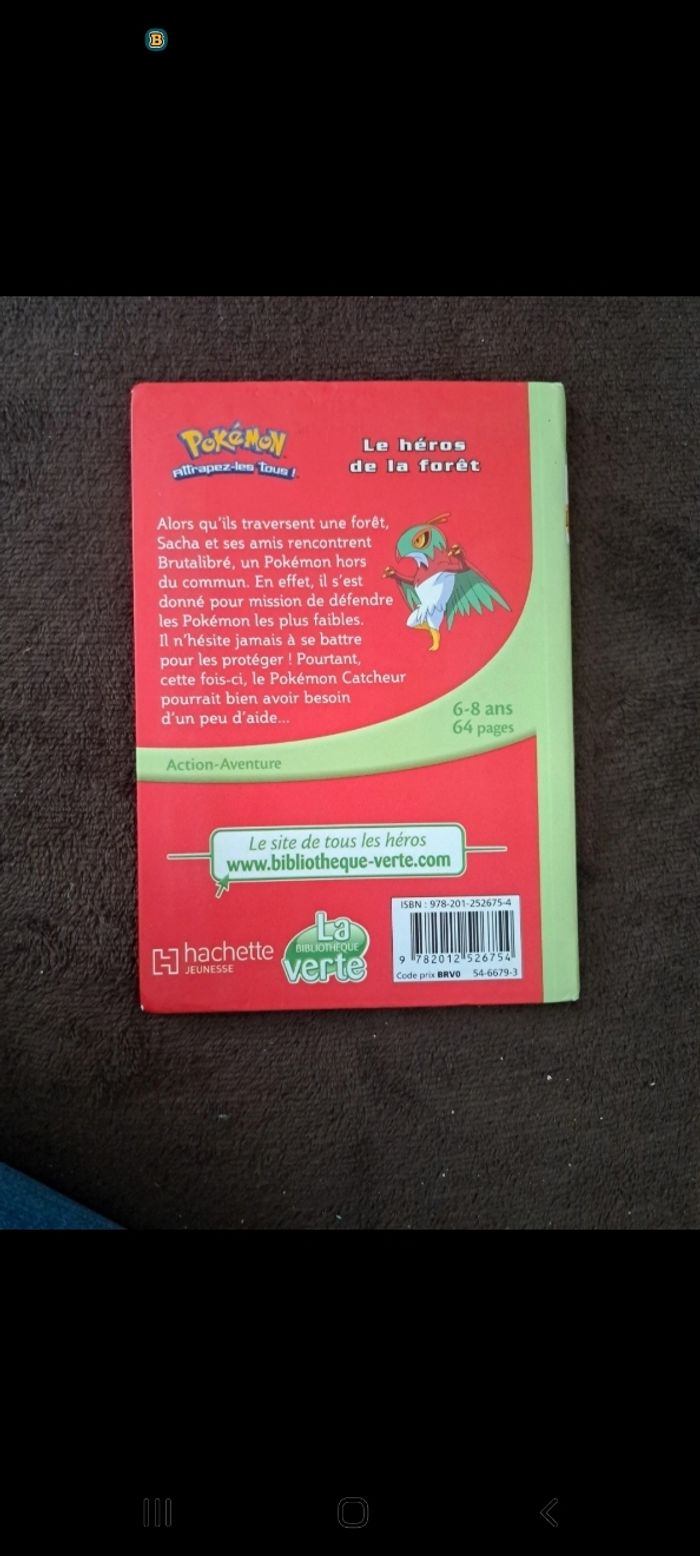 B
POKÉMON
Attrapez-les tous !
Le héros
de la forêt
Alors qu'ils traversent une forêt,
Sacha et ses amis rencontrent
Brutalibré, un Pokémon hors
du commun. En effet, il s'est
donné pour mission de défendre
les Pokémon les plus faibles.
Il n'hésite jamais à se battre
pour les protéger ! Pourtant,
cette fois-ci, le Pokémon Catcheur
pourrait bien avoir besoin
d'un peu d'aide...
6-8 ans
64 pages
Action-Aventure
Le site de tous les héros
www.bibliotheque-verte.com
hachette
JEUNESSE
La
BIBLIOTHÈQUE
verte
ISBN : 978-201-252675-4
9 782012 526754
Code prix BRV0 54-6679-3